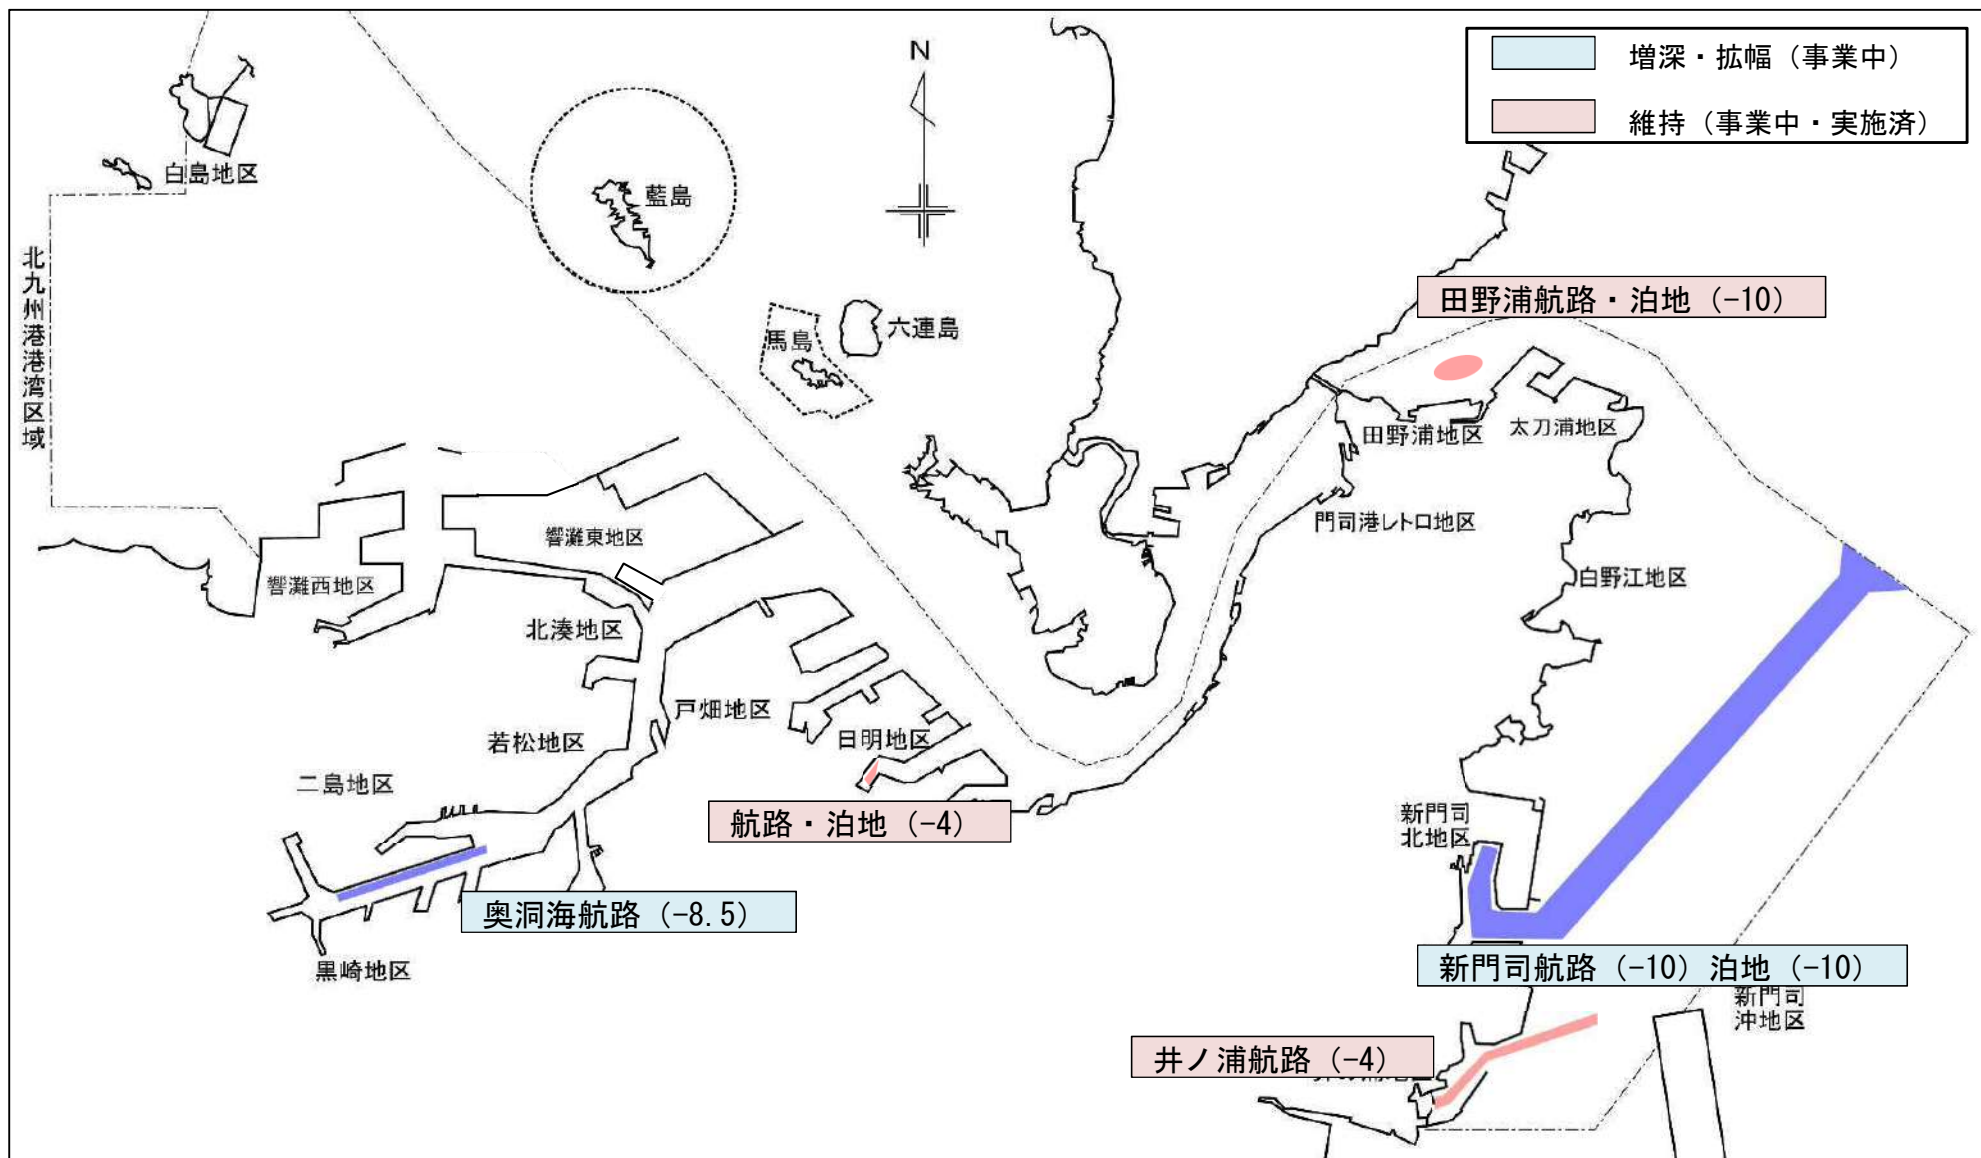 N
増深・拡幅（事業中）
維持（事業中・実施済）
白島地区
藍島
北九州港港湾区域
馬島
六連島
田野浦航路・泊地（-10）
田野浦地区
太刀浦地区
門司港レトロ地区
響灘東地区
響灘西地区
白野江地区
北湊地区
戸畑地区
若松地区
日明地区
二島地区
航路・泊地（-4）
新門司
北地区
奥洞海航路（-8.5）
黒崎地区
新門司航路（-10）泊地（-10）
新門司
沖地区
井ノ浦航路（-4）